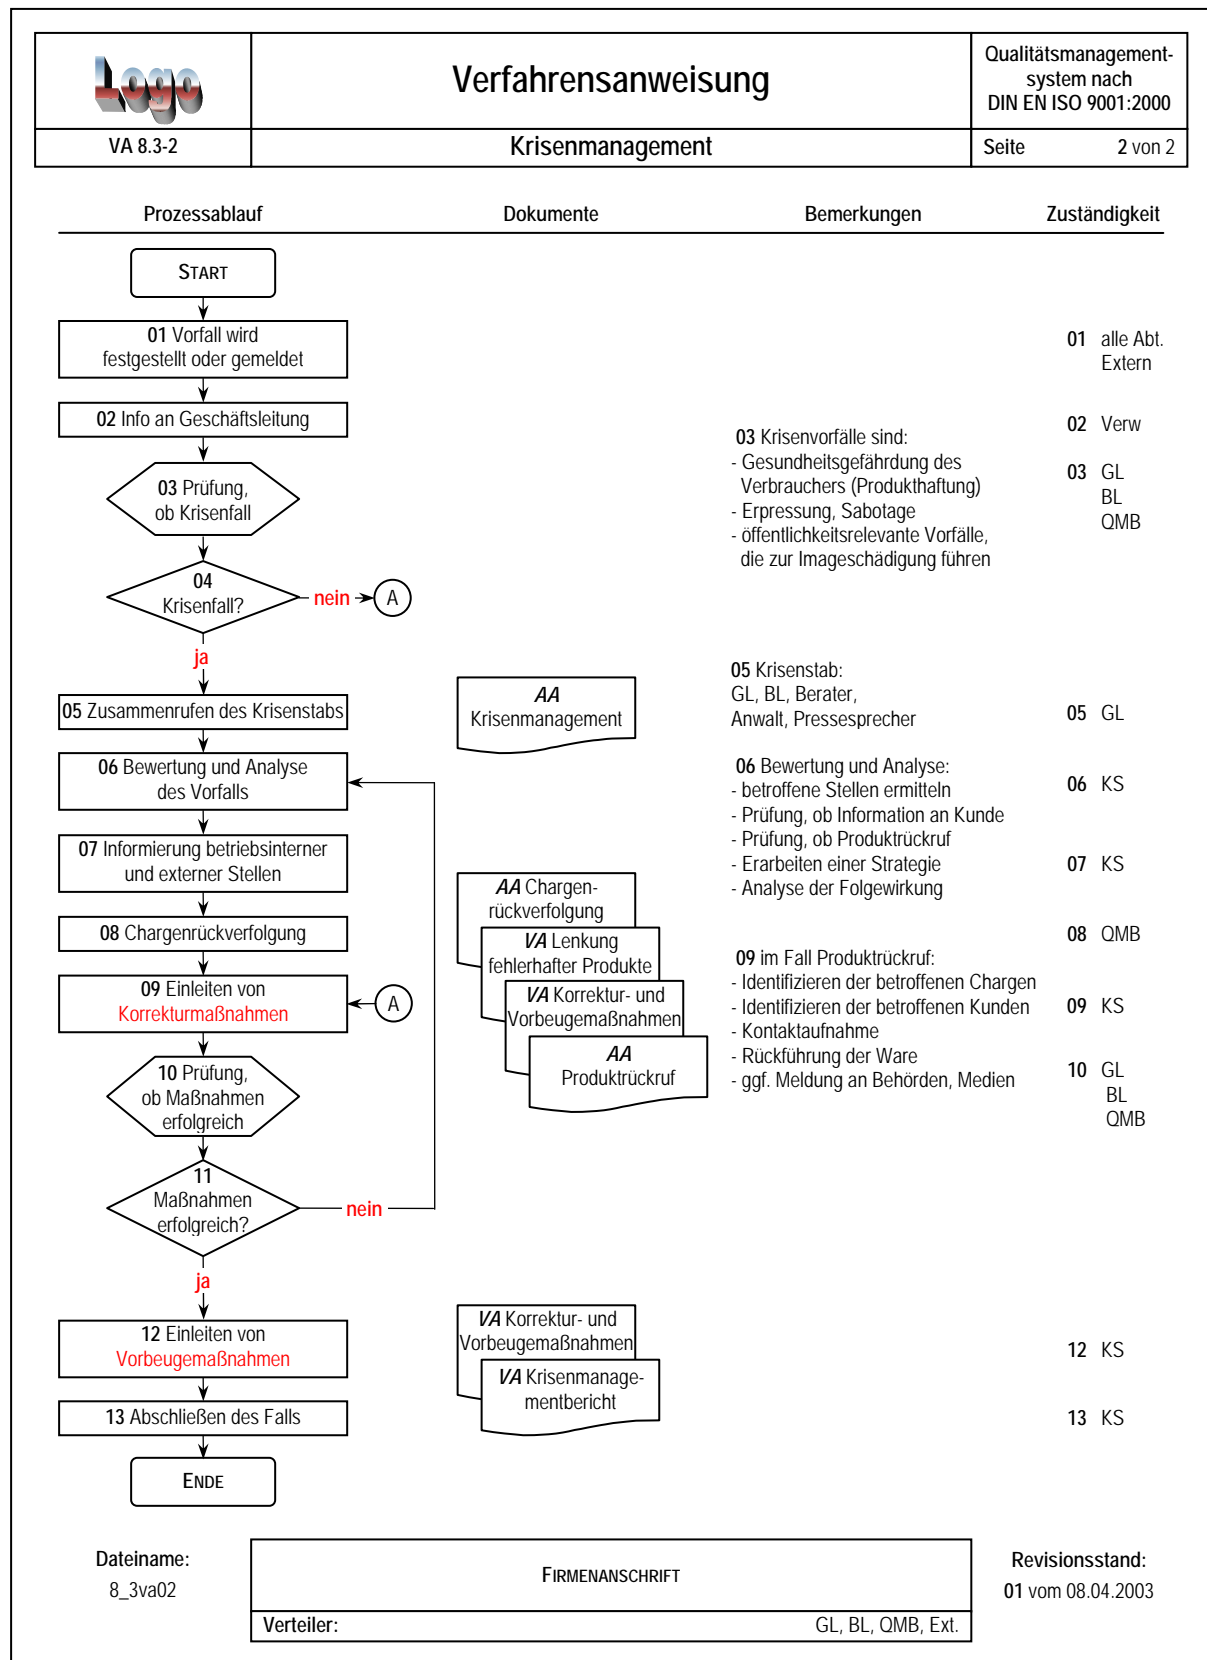 Logo
Verfahrensanweisung
Qualitätsmanagement-
system nach
DIN EN ISO 9001:2000
VA 8.3-2
Krisenmanagement
Seite 2 von 2
Prozessablauf
Dokumente
Bemerkungen
Zuständigkeit
START
01 Vorfall wird
festgestellt oder gemeldet
02 Info an Geschäftsleitung
03 Prüfung,
ob Krisenfall
04
Krisenfall?
nein
A
ja
05 Zusammenrufen des Krisenstabs
06 Bewertung und Analyse
des Vorfalls
07 Informierung betriebsinterner
und externer Stellen
08 Chargenrückverfolgung
09 Einleiten von
Korrekturmaßnahmen
A
10 Prüfung,
ob Maßnahmen
erfolgreich
11
Maßnahmen
erfolgreich?
nein
ja
12 Einleiten von
Vorbeugemaßnahmen
13 Abschließen des Falls
ENDE
AA
Krisenmanagement
AA Chargen-
rückverfolgung
VA Lenkung
fehlerhafter Produkte
VA Korrektur- und
Vorbeugemaßnahmen
AA
Produktrückruf
VA Korrektur- und
Vorbeugemaßnahmen
VA Krisenmanage-
mentbericht
03 Krisenvorfälle sind:
- Gesundheitsgefährdung des
Verbrauchers (Produkthaftung)
- Erpressung, Sabotage
- öffentlichkeitsrelevante Vorfälle,
die zur Imageschädigung führen
05 Krisenstab:
GL, BL, Berater,
Anwalt, Pressesprecher
06 Bewertung und Analyse:
- betroffene Stellen ermitteln
- Prüfung, ob Information an Kunde
- Prüfung, ob Produktrückruf
- Erarbeiten einer Strategie
- Analyse der Folgewirkung
09 im Fall Produktrückruf:
- Identifizieren der betroffenen Chargen
- Identifizieren der betroffenen Kunden
- Kontaktaufnahme
- Rückführung der Ware
- ggf. Meldung an Behörden, Medien
01 alle Abt.
Extern
02 Verw
03 GL
BL
QMB
05 GL
06 KS
07 KS
08 QMB
09 KS
10 GL
BL
QMB
12 KS
13 KS
Dateiname:
8_3va02
FIRMENANSCHRIFT
Verteiler: GL, BL, QMB, Ext.
Revisionsstand:
01 vom 08.04.2003